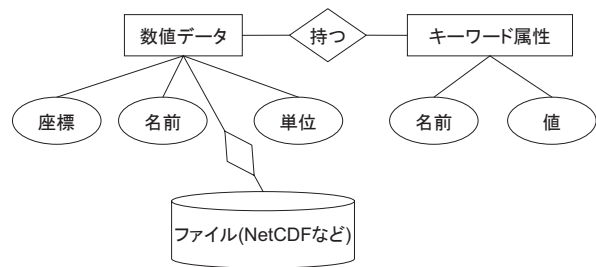 数値データ
持つ
キーワード属性
座標
名前
単位
名前
値
ファイル(NetCDFなど)